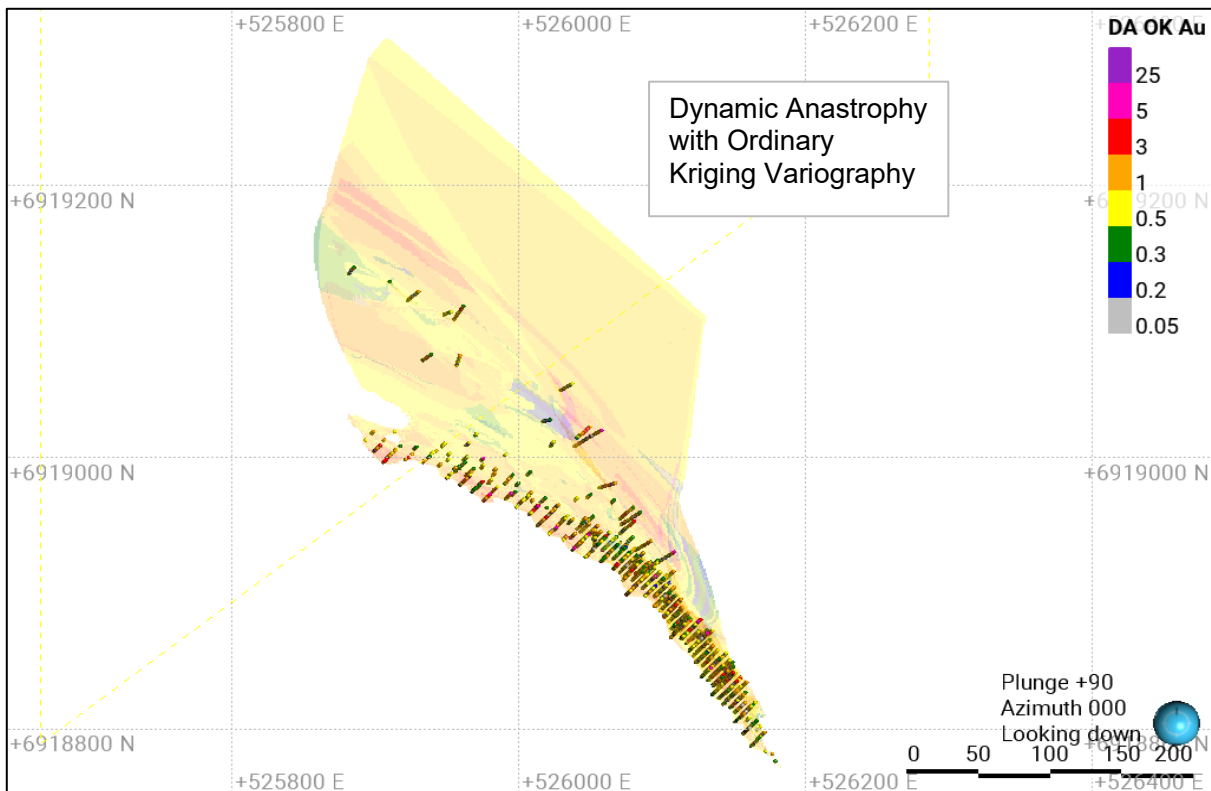 +525800 E
+526000 E
+526200 E
+526400 E
DA OK Au
25
5
3
1
0.5
0.3
0.2
0.05
Dynamic Anastrophy
with Ordinary
Kriging Variography
+6919200 N
+6919200 N
+6919000 N
+6919000 N
Plunge +90
Azimuth 000
Looking down
+6918800 N
+6918800 N
0 50 100 150 200
+525800 E
+526000 E
+526200 E
+526400 E